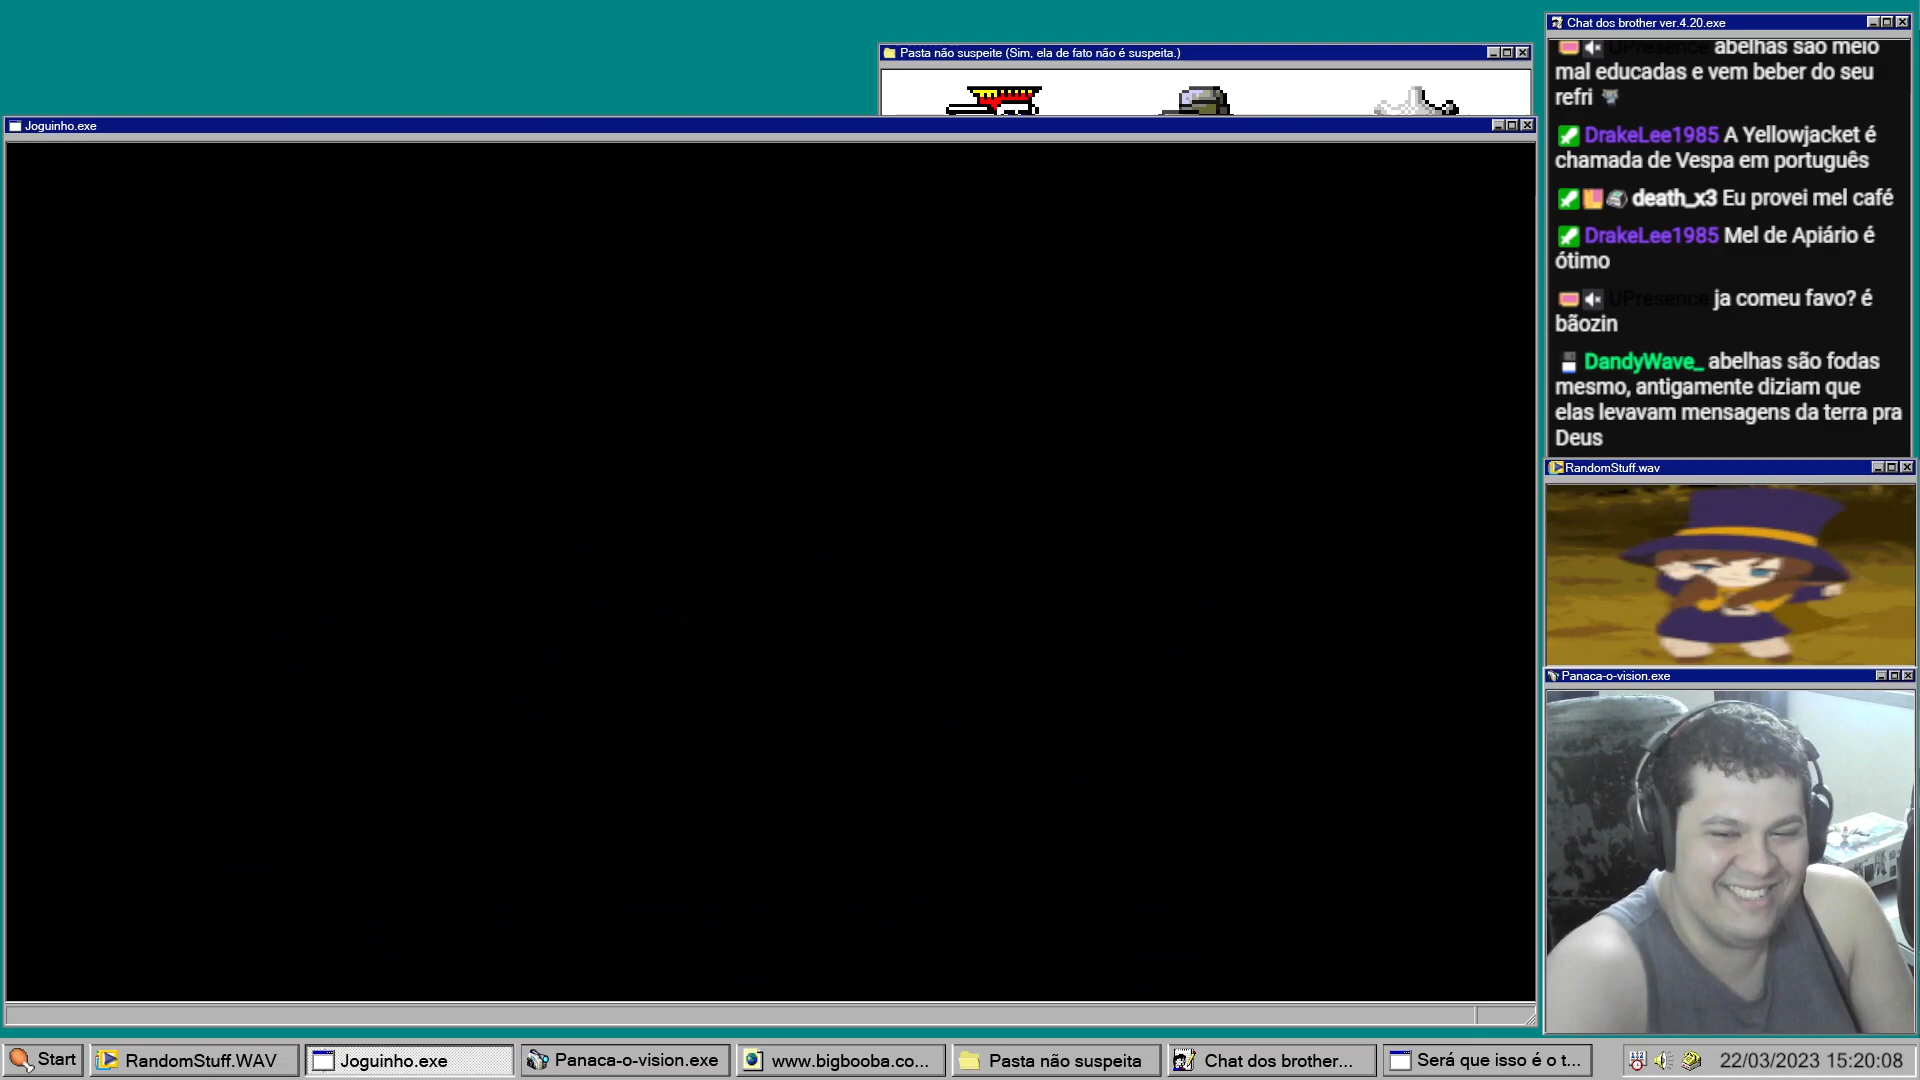 Chat dos brother ver.4.20.exe
UPresence abelhas são meio
mal educadas e vem beber do seu
refri
DrakeLee1985 A Yellowjacket é
chamada de Vespa em português
death_x3 Eu provei mel café
DrakeLee1985 Mel de Apiário é
ótimo
UPresence ja comeu favo? é
bãozin
DandyWave_ abelhas são fodas
mesmo, antigamente diziam que
elas levavam mensagens da terra pra
Deus
Pasta não suspeite (Sim, ela de fato não é suspeita.)
Joguinho.exe
RandomStuff.wav
Panaca-o-vision.exe
Start
RandomStuff.WAV
Joguinho.exe
Panaca-o-vision.exe
www.bigbooba.co...
Pasta não suspeita
Chat dos brother...
Será que isso é o t...
22/03/2023 15:20:08